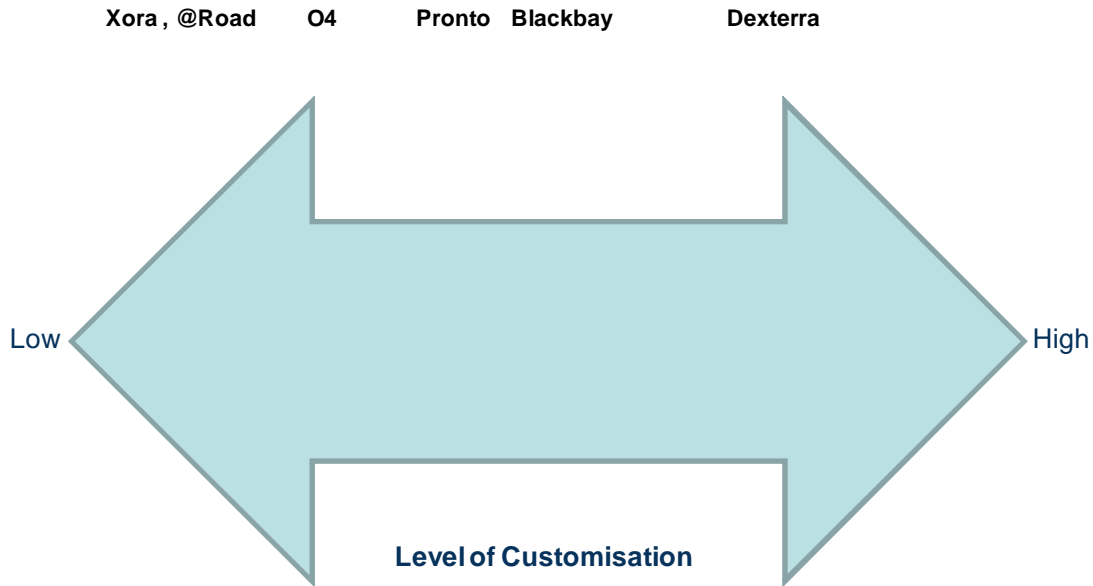 Xora , @Road O4 Pronto Blackbay Dexterra
Low High
Level of Customisation